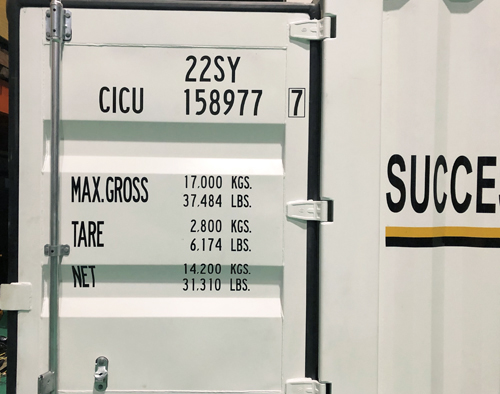 22SY
CICU 158977 7
MAX.GROSS 17.000 KGS.
37.484 LBS.
TARE 2.800 KGS.
6.174 LBS.
NET 14.200 KGS.
31.310 LBS.
SUCCE